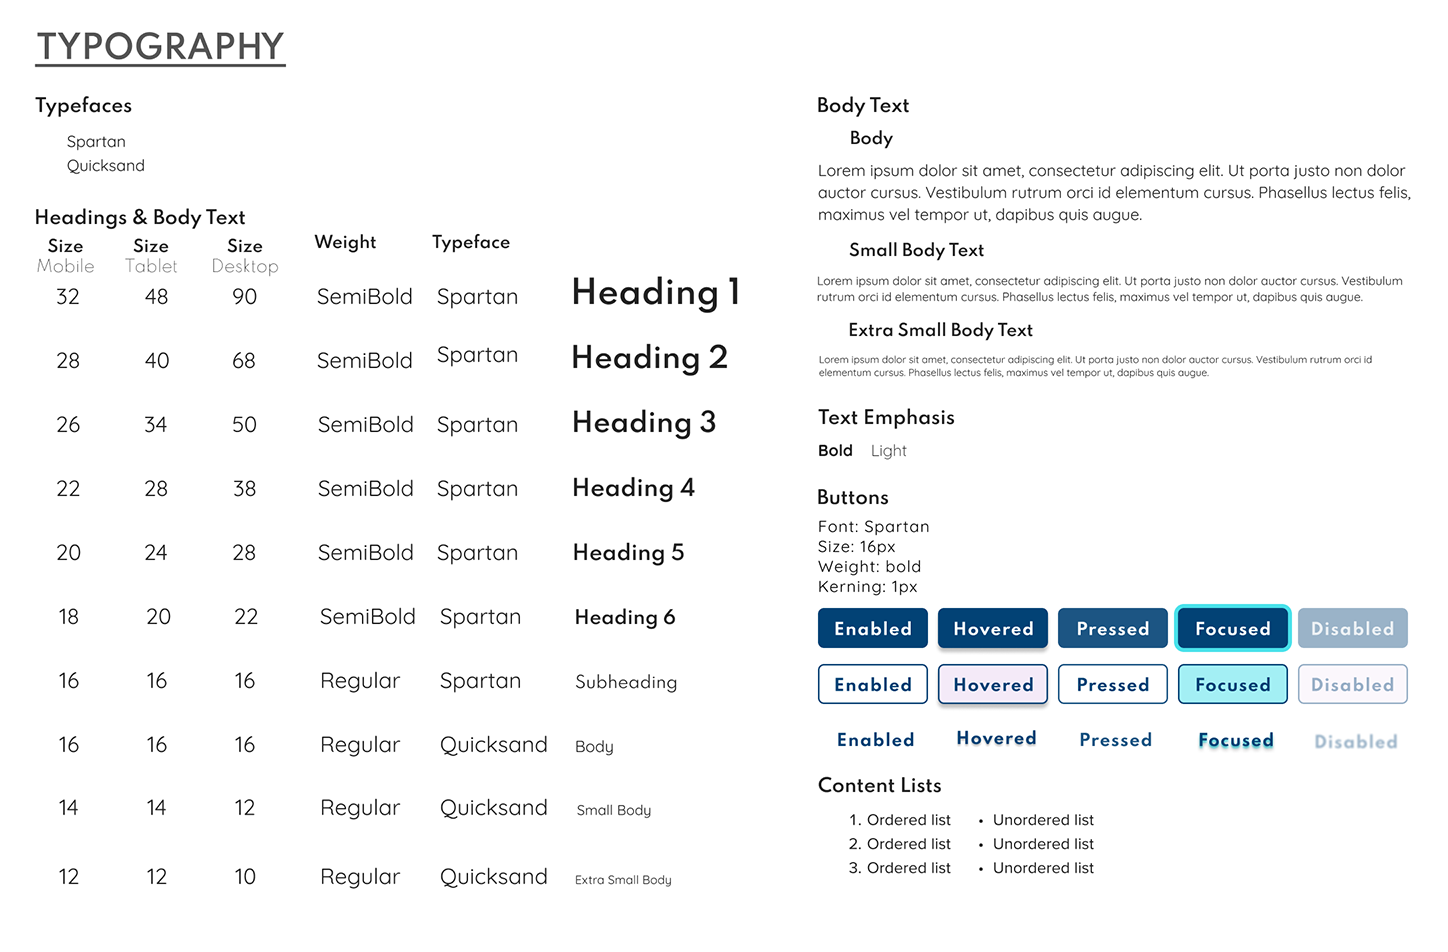 TYPOGRAPHY
Typefaces
Spartan
Quicksand
Headings & Body Text
Size Size Size Weight Typeface
Mobile Tablet Desktop
32 48 90 SemiBold Spartan Heading 1
28 40 68 SemiBold Spartan Heading 2
26 34 50 SemiBold Spartan Heading 3
22 28 38 SemiBold Spartan Heading 4
20 24 28 SemiBold Spartan Heading 5
18 20 22 SemiBold Spartan Heading 6
16 16 16 Regular Spartan Subheading
16 16 16 Regular Quicksand Body
14 14 12 Regular Quicksand Small Body
12 12 10 Regular Quicksand Extra Small Body
Body Text
Body
Lorem ipsum dolor sit amet, consectetur adipiscing elit. Ut porta justo non dolor
auctor cursus. Vestibulum rutrum orci id elementum cursus. Phasellus lectus felis,
maximus vel tempor ut, dapibus quis augue.
Small Body Text
Lorem ipsum dolor sit amet, consectetur adipiscing elit. Ut porta justo non dolor auctor cursus. Vestibulum
rutrum orci id elementum cursus. Phasellus lectus felis, maximus vel tempor ut, dapibus quis augue.
Extra Small Body Text
Lorem ipsum dolor sit amet, consectetur adipiscing elit. Ut porta justo non dolor auctor cursus. Vestibulum rutrum orci id
elementum cursus. Phasellus lectus felis, maximus vel tempor ut, dapibus quis augue.
Text Emphasis
Bold Light
Buttons
Font: Spartan
Size: 16px
Weight: bold
Kerning: 1px
Enabled Hovered Pressed Focused Disabled
Enabled Hovered Pressed Focused Disabled
Enabled Hovered Pressed Focused Disabled
Content Lists
1. Ordered list • Unordered list
2. Ordered list • Unordered list
3. Ordered list • Unordered list